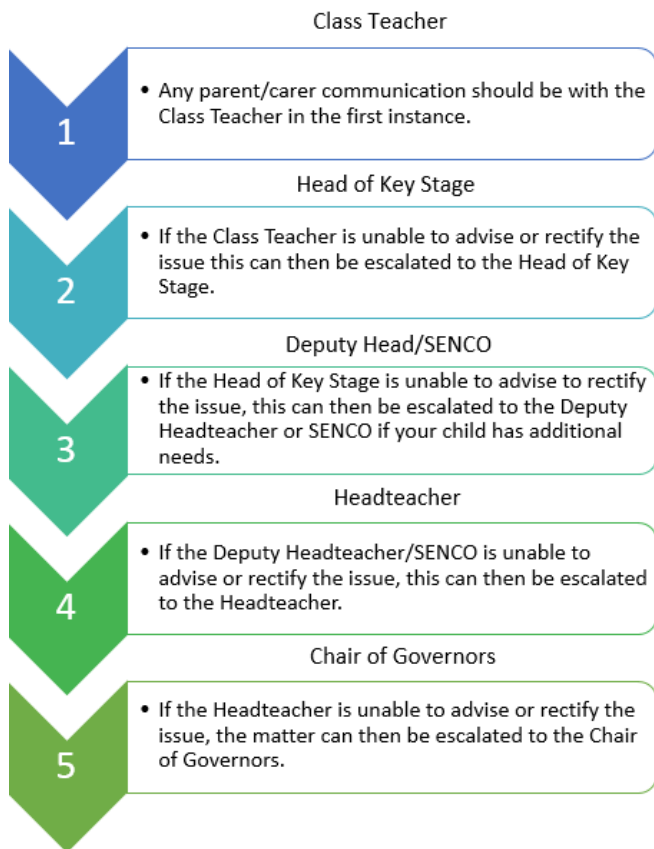 Class Teacher
1
• Any parent/carer communication should be with the
Class Teacher in the first instance.
Head of Key Stage
2
• If the Class Teacher is unable to advise or rectify the
issue this can then be escalated to the Head of Key
Stage.
Deputy Head/SENCO
3
• If the Head of Key Stage is unable to advise to rectify
the issue, this can then be escalated to the Deputy
Headteacher or SENCO if your child has additional
needs.
Headteacher
4
• If the Deputy Headteacher/SENCO is unable to
advise or rectify the issue, this can then be escalated
to the Headteacher.
Chair of Governors
5
• If the Headteacher is unable to advise or rectify the
issue, the matter can then be escalated to the Chair
of Governors.